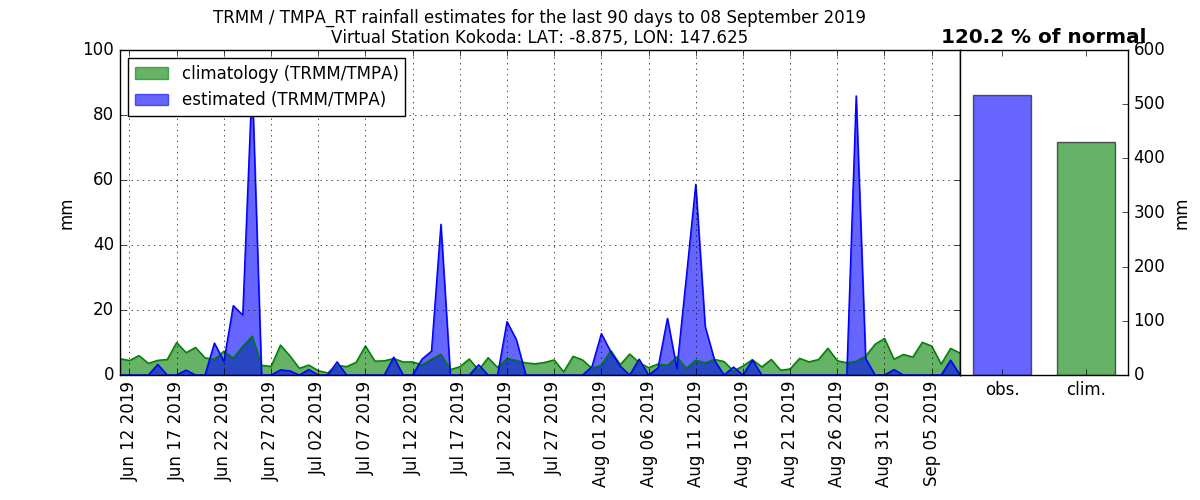 TRMM / TMPA_RT rainfall estimates for the last 90 days to 08 September 2019
Virtual Station Kokoda: LAT: -8.875, LON: 147.625
120.2 % of normal
climatology (TRMM/TMPA)
estimated (TRMM/TMPA)
100
80
60
40
20
0
mm
600
500
400
300
200
100
0
mm
Jun 12 2019
Jun 17 2019
Jun 22 2019
Jun 27 2019
Jul 02 2019
Jul 07 2019
Jul 12 2019
Jul 17 2019
Jul 22 2019
Jul 27 2019
Aug 01 2019
Aug 06 2019
Aug 11 2019
Aug 16 2019
Aug 21 2019
Aug 26 2019
Aug 31 2019
Sep 05 2019
obs.
clim.